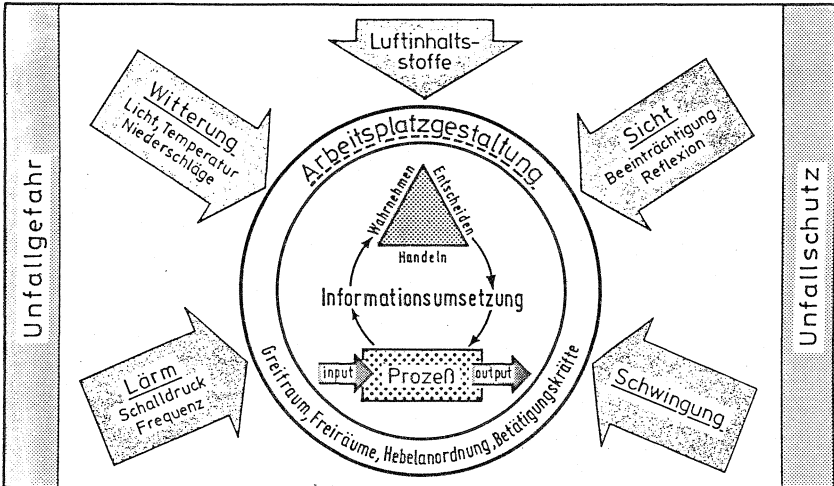 Luftinhalts-
stoffe
Witterung
Licht, Temperatur
Niederschläge
Sicht
Beeinträchtigung
Reflexion
Unfallgefahr
Unfallschutz
Arbeitsplatzgestaltung
Wahrnehmen
Entscheiden
Handeln
Informationsumsetzung
input
Prozeß
output
Greifraum, Freiräume, Hebelanordnung, Betätigungskräfte
Lärm
Schalldruck
Frequenz
Schwingung